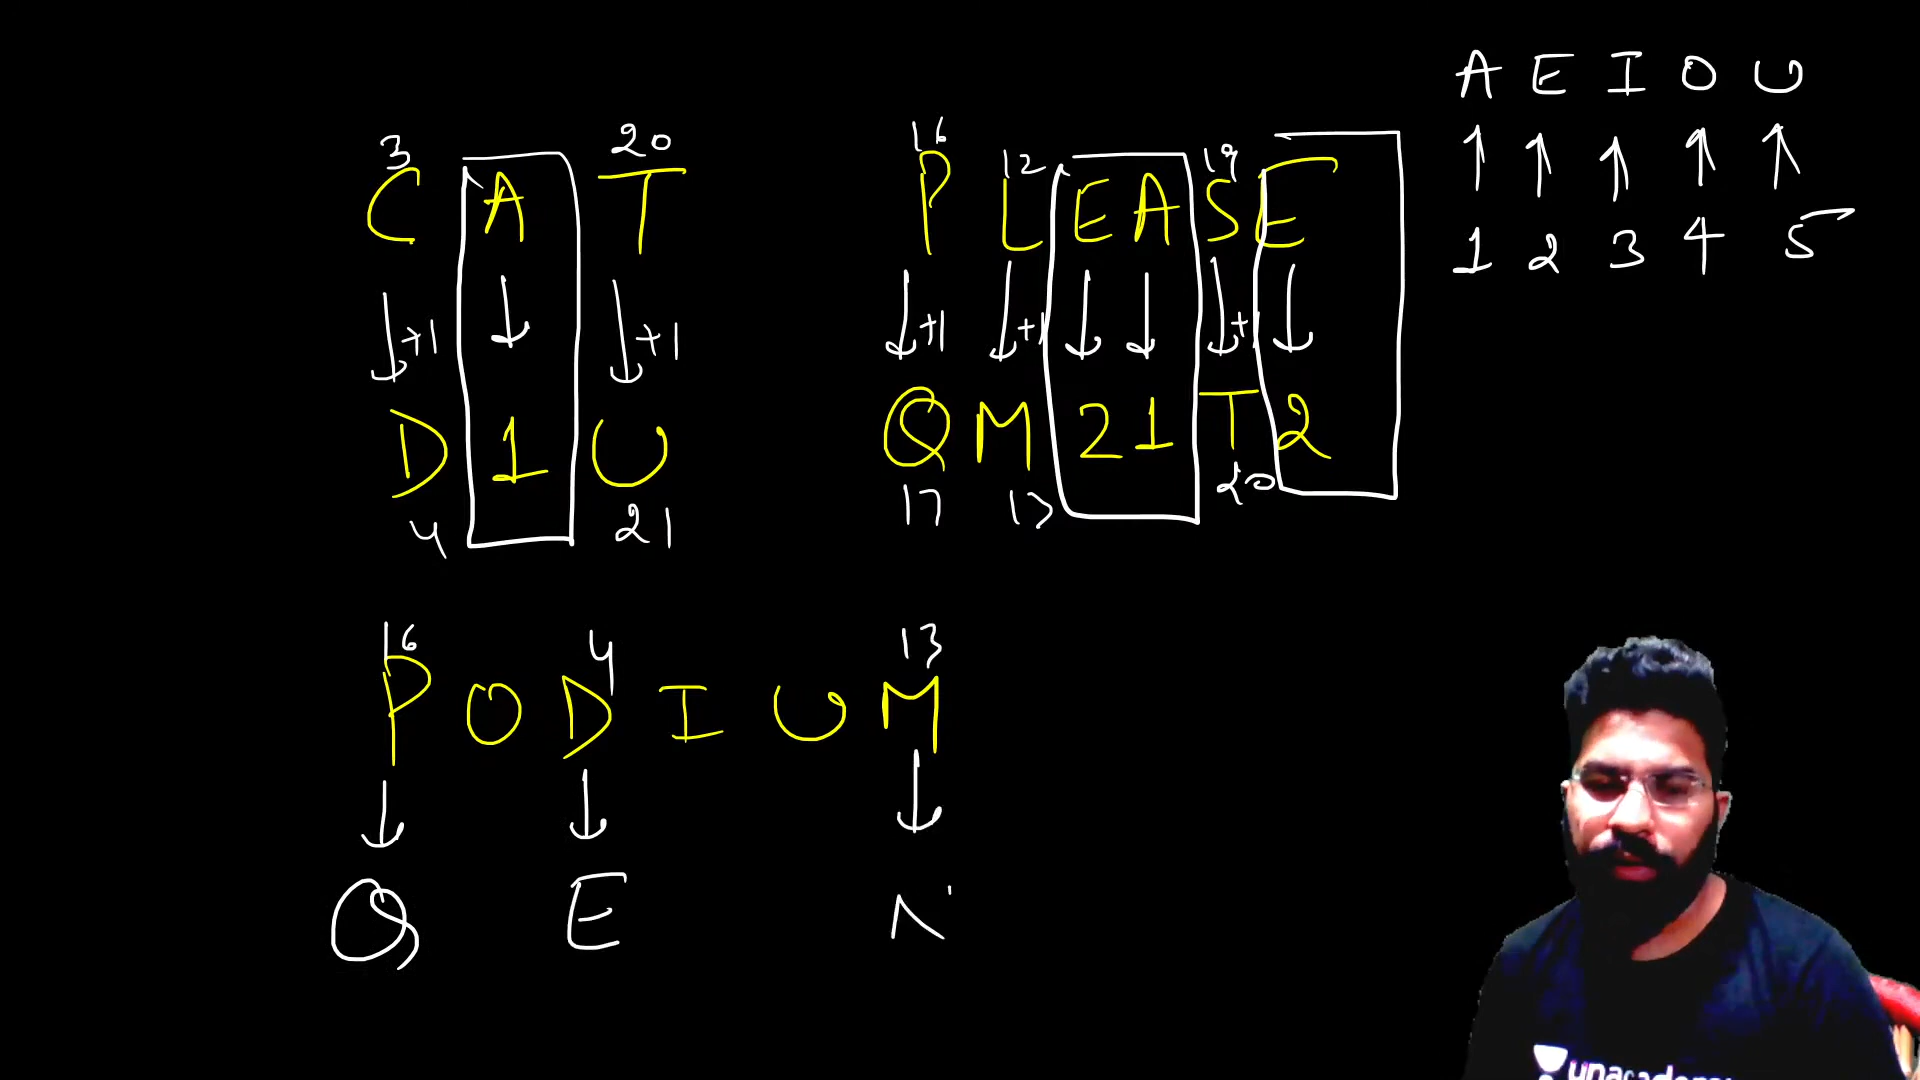 A E I O U
1 2 3 4 5
3 20
C A T
+1 +1
D 1 U
4 21
16 12 19
P L E A S E
+1 +1 +
Q M 2 1 T 2
17 13 20
16 4 13
P O D I U M
Q E